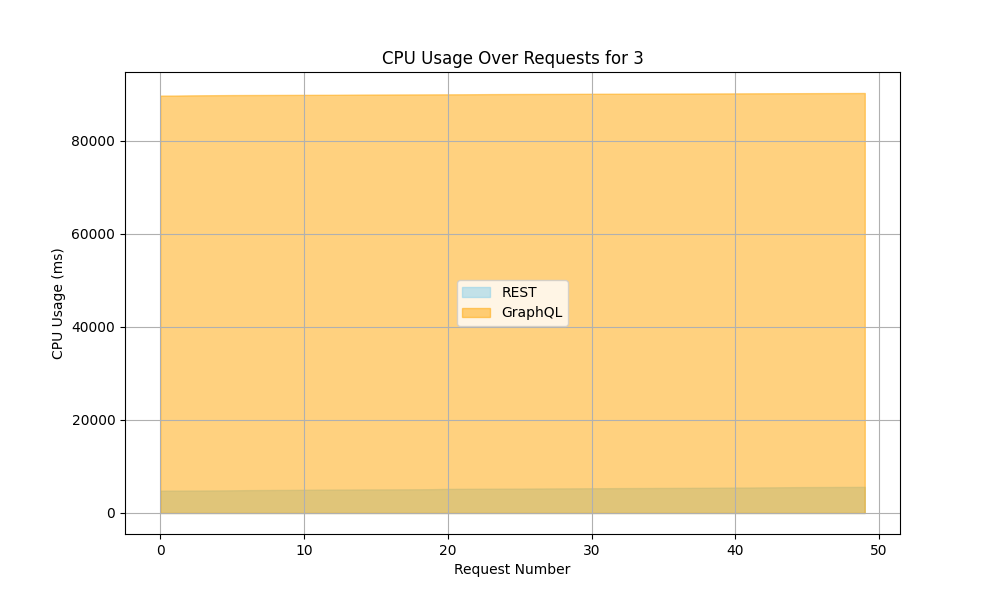 CPU Usage Over Requests for 3
80000
60000
40000
20000
0
CPU Usage (ms)
REST
GraphQL
0 10 20 30 40 50
Request Number